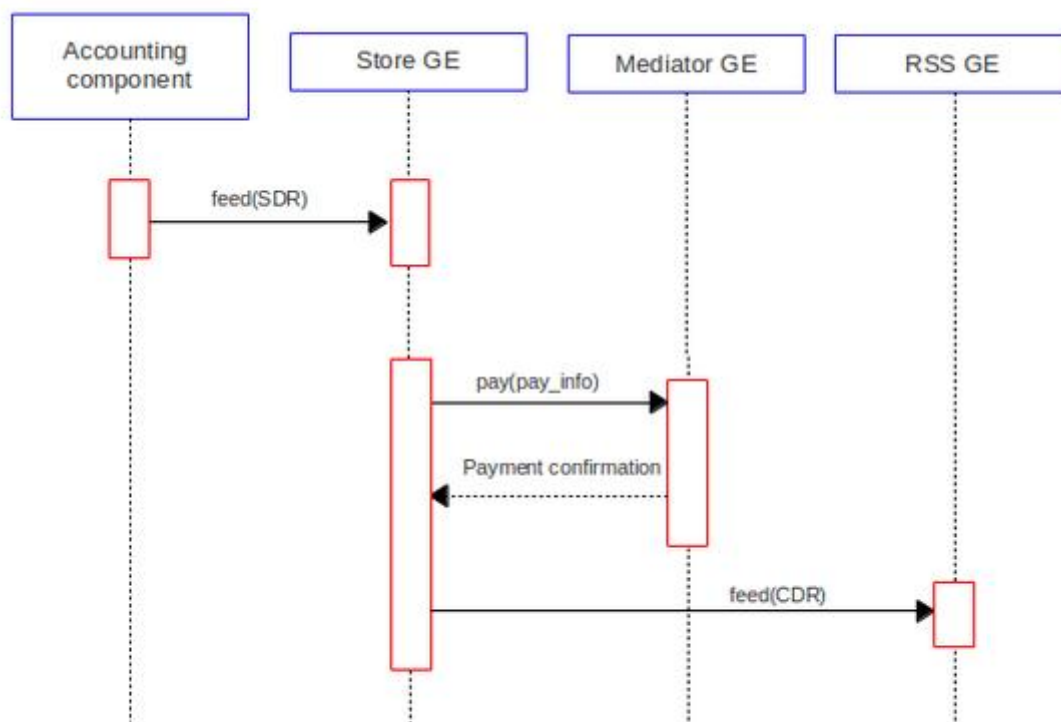 Accounting
component
Store GE
Mediator GE
RSS GE
feed(SDR)
pay(pay_info)
Payment confirmation
feed(CDR)